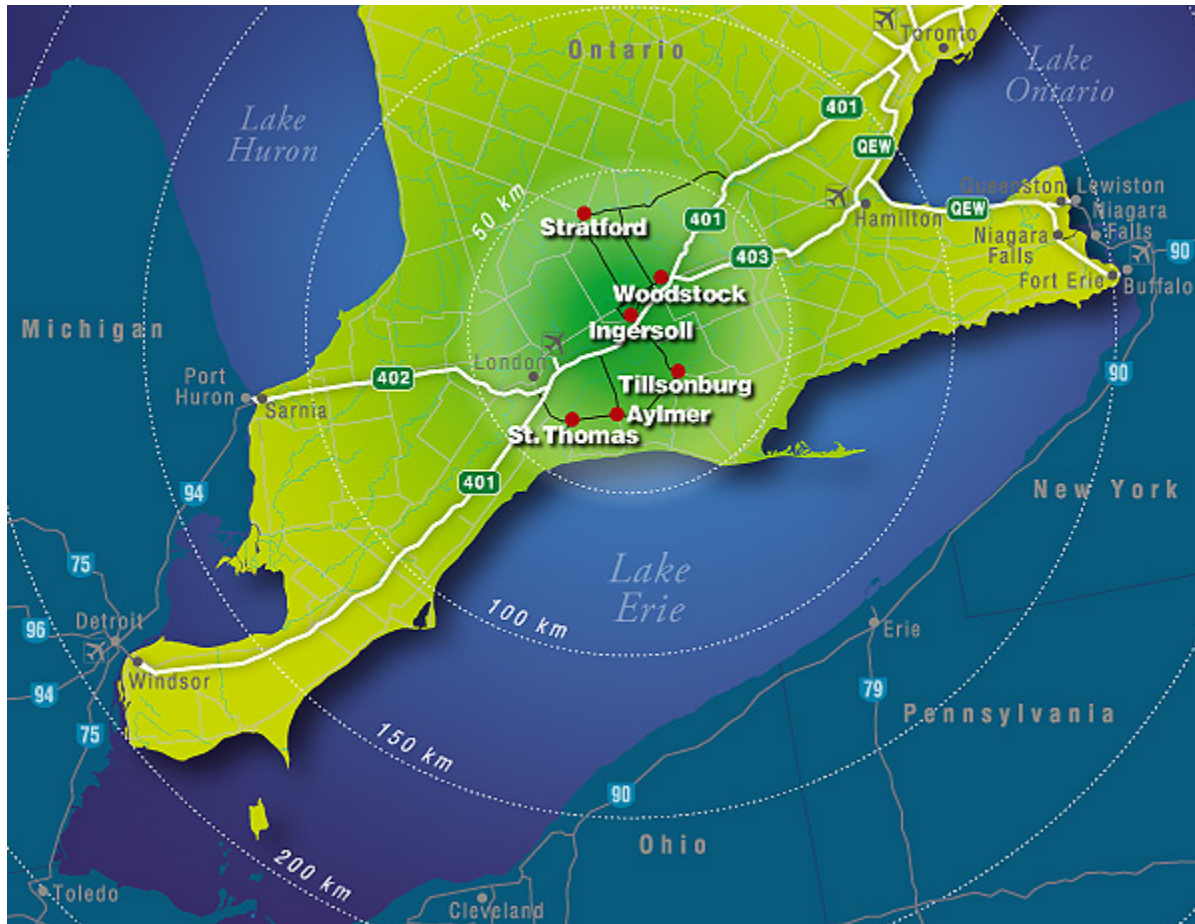 Toronto
Ontario
Lake
Ontario
Lake
Huron
401
QEW
50 km
Queenston
Lewiston
Stratford
401
Hamilton
QEW
Niagara
Falls
Niagara
Falls
403
90
Fort Erie
Buffalo
Woodstock
Michigan
Ingersoll
London
402
Port
Huron
Sarnia
Tillsonburg
90
Aylmer
St. Thomas
401
94
New York
75
Lake
Erie
100 km
Detroit
96
Erie
Windsor
94
79
75
Pennsylvania
150 km
90
Ohio
200 km
Toledo
Cleveland